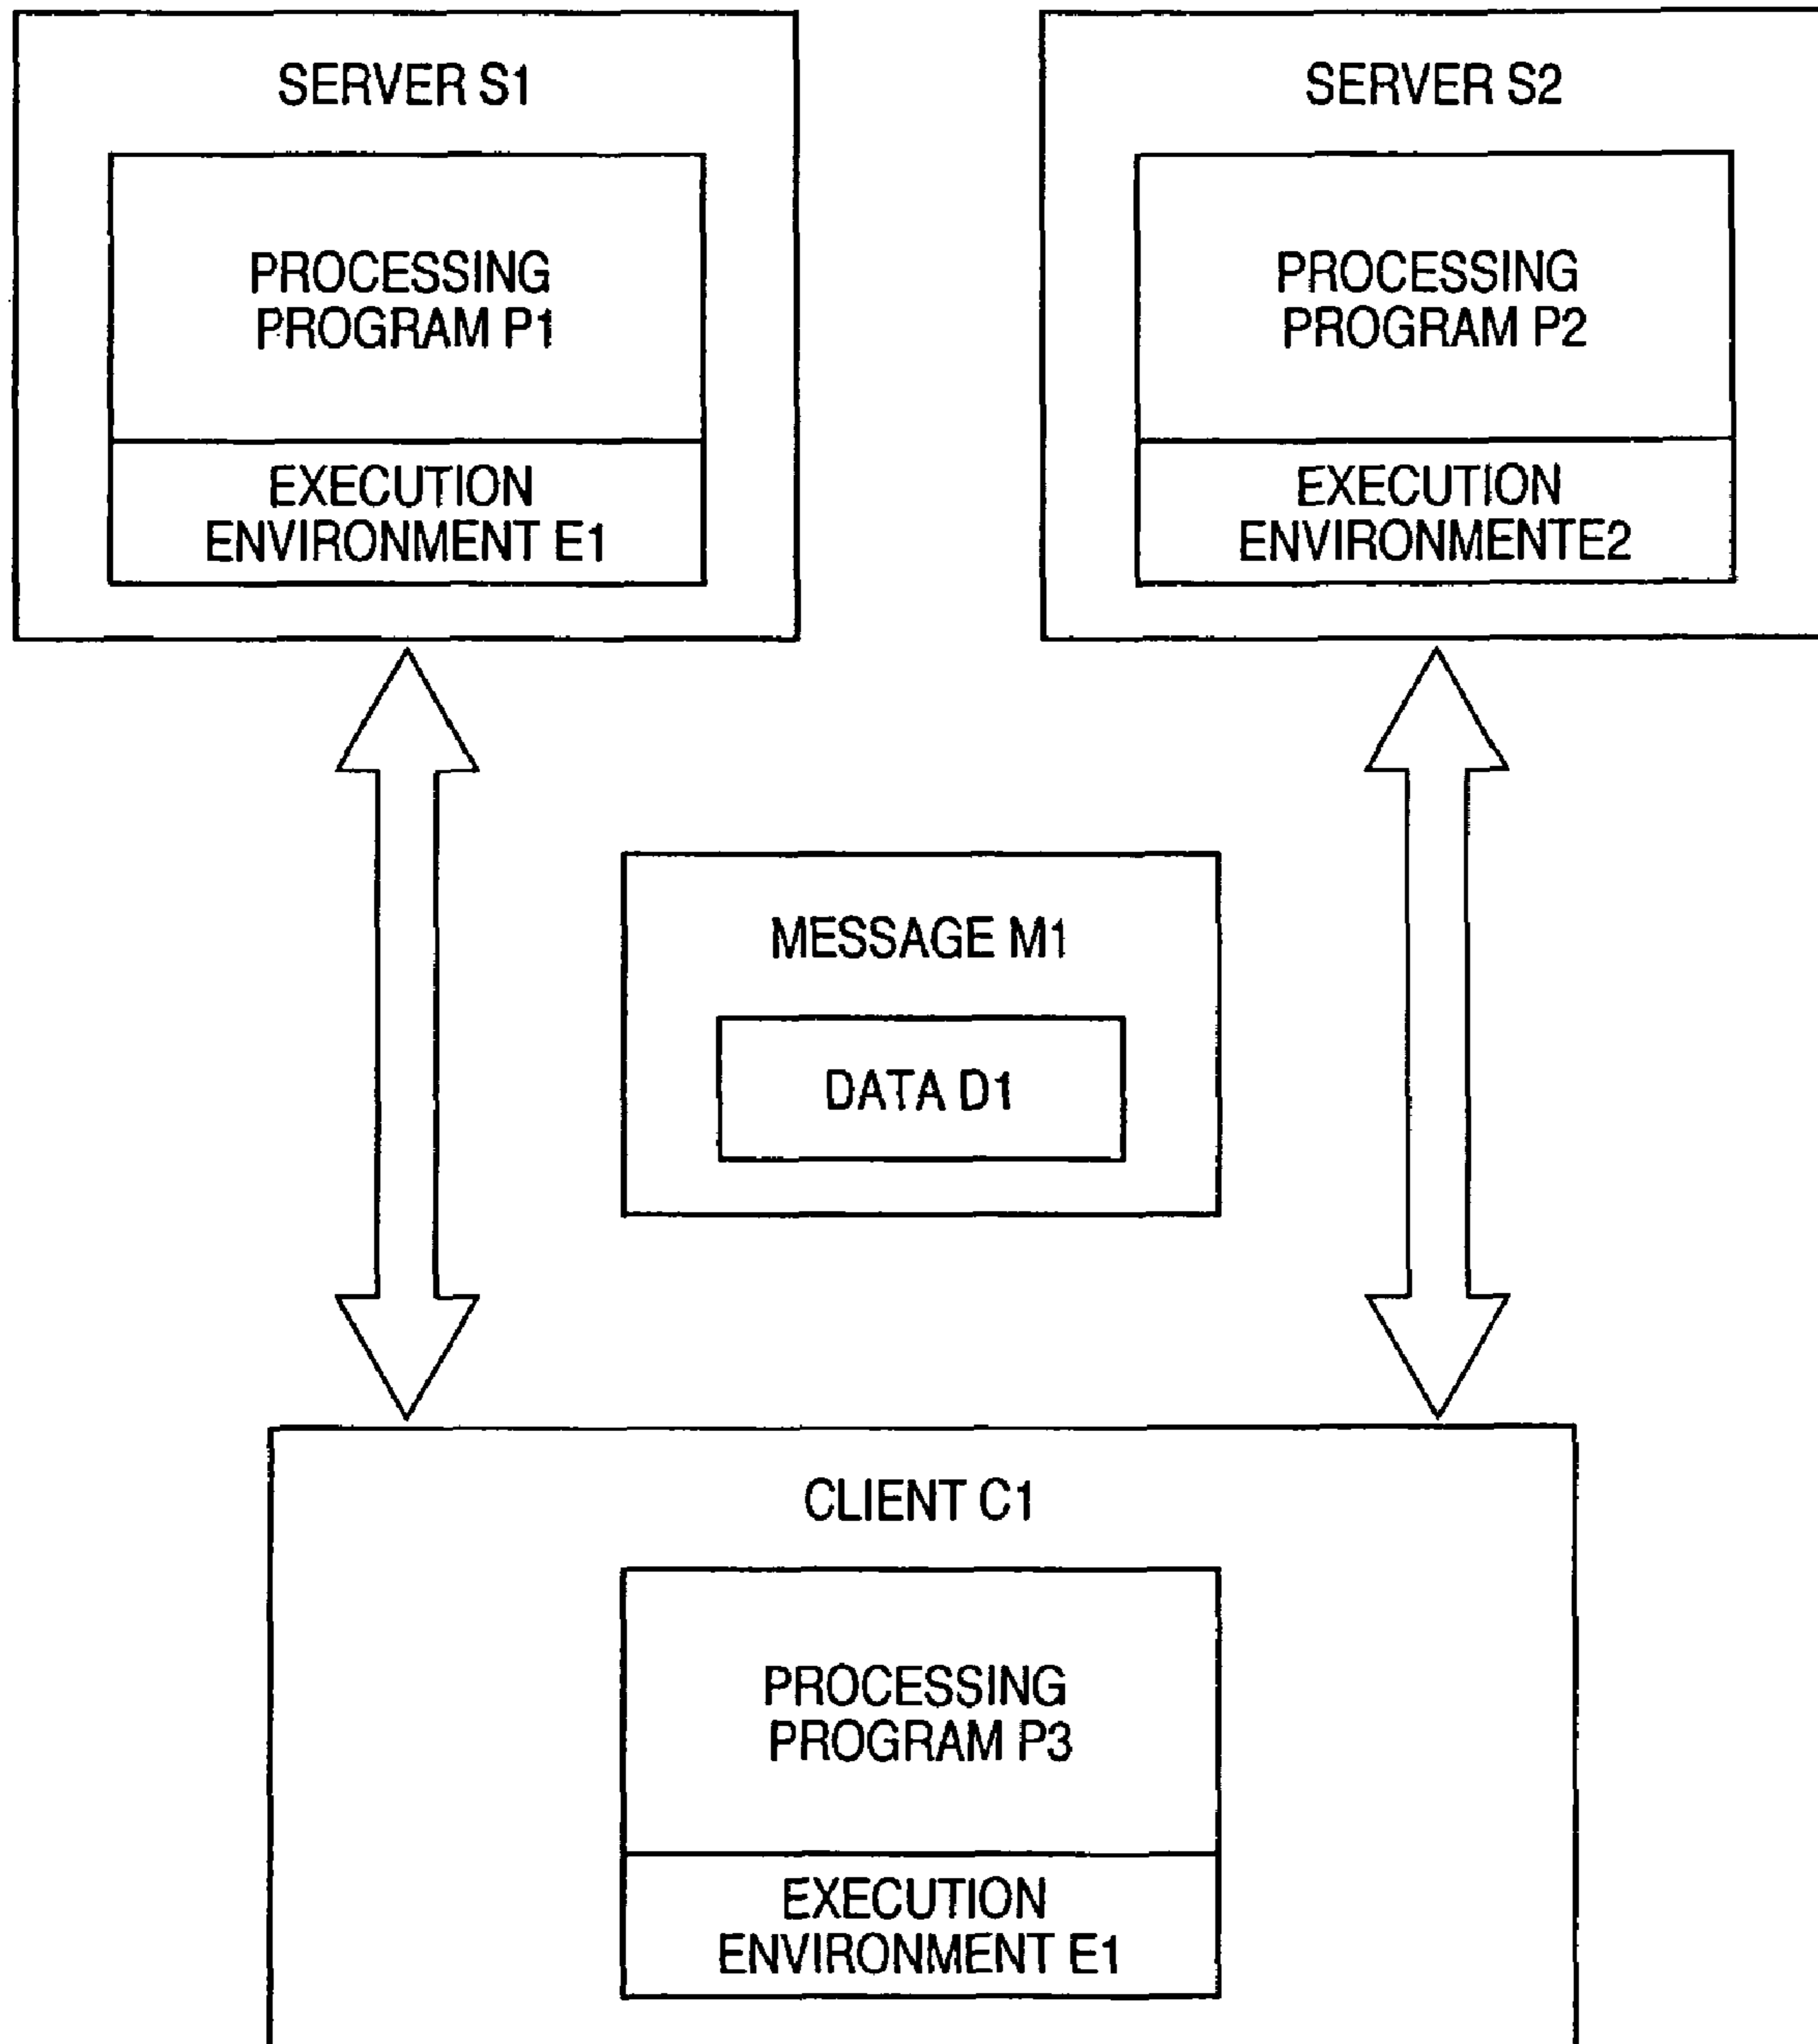 SERVER S1
PROCESSING
PROGRAM P1
EXECUTION
ENVIRONMENT E1
SERVER S2
PROCESSING
PROGRAM P2
EXECUTION
ENVIRONMENTE2
MESSAGE M1
DATA D1
CLIENT C1
PROCESSING
PROGRAM P3
EXECUTION
ENVIRONMENT E1